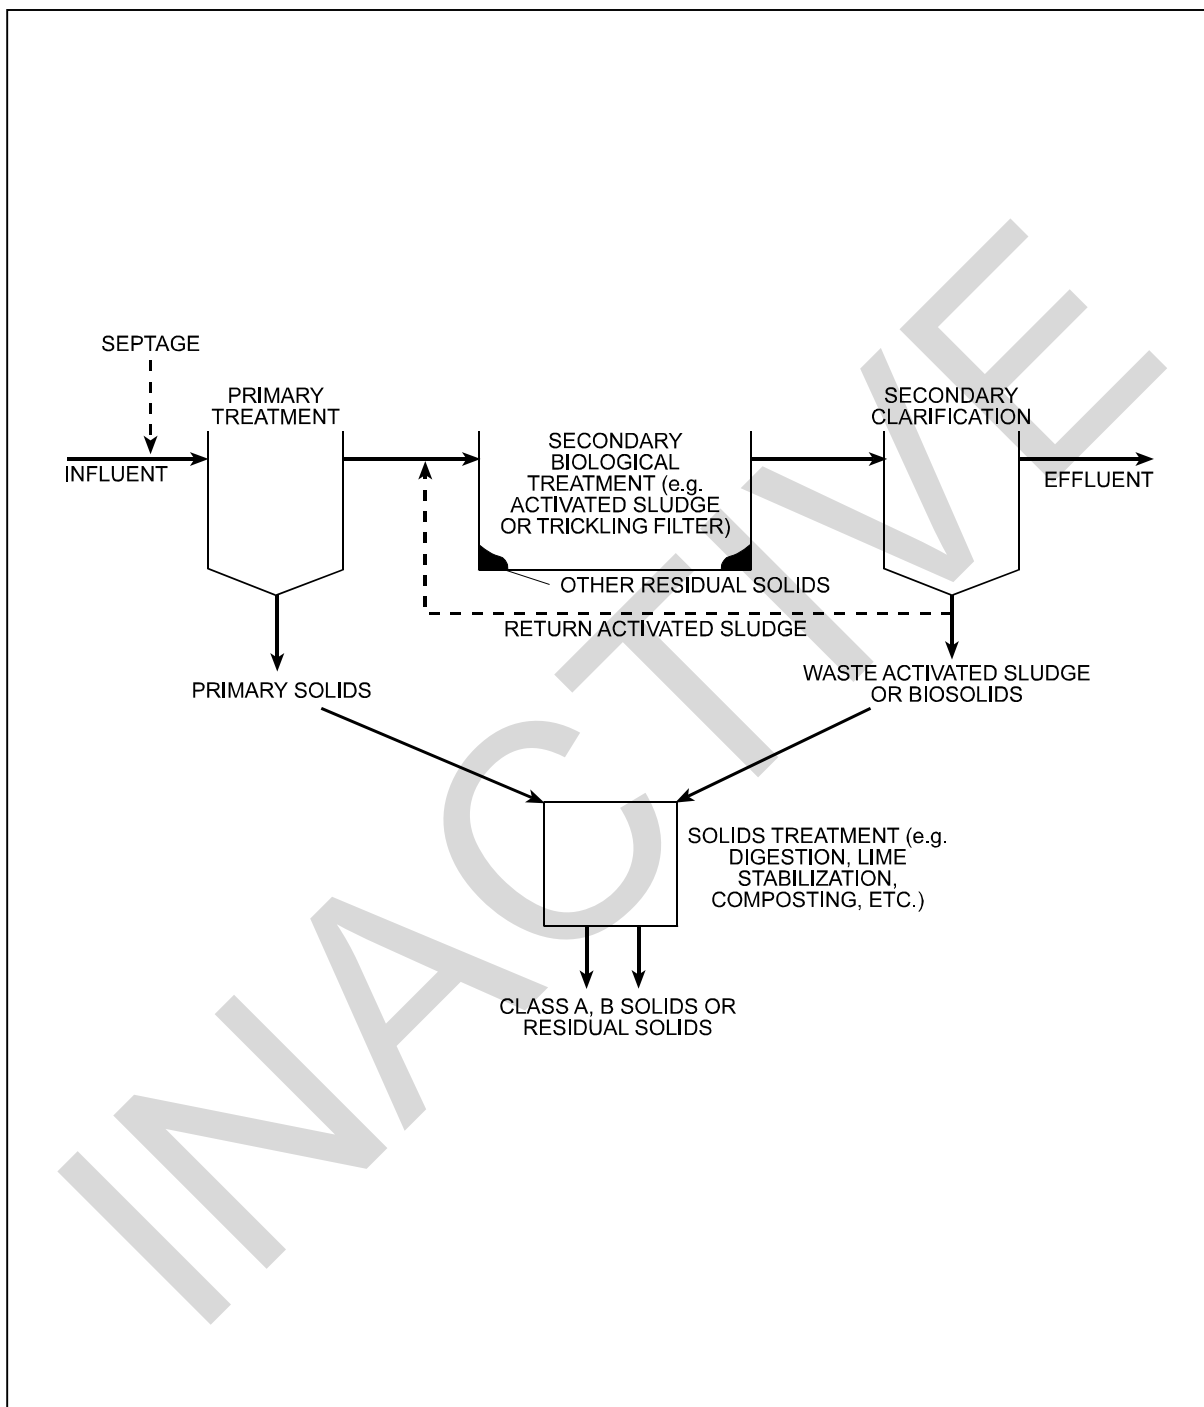 SEPTAGE
PRIMARY
TREATMENT
SECONDARY
CLARIFICATION
INFLUENT
SECONDARY
BIOLOGICAL
TREATMENT (e.g.
ACTIVATED SLUDGE
OR TRICKLING FILTER)
EFFLUENT
OTHER RESIDUAL SOLIDS
RETURN ACTIVATED SLUDGE
PRIMARY SOLIDS
WASTE ACTIVATED SLUDGE
OR BIOSOLIDS
SOLIDS TREATMENT (e.g.
DIGESTION, LIME
STABILIZATION,
COMPOSTING, ETC.)
CLASS A, B SOLIDS OR
RESIDUAL SOLIDS
INACTIVE